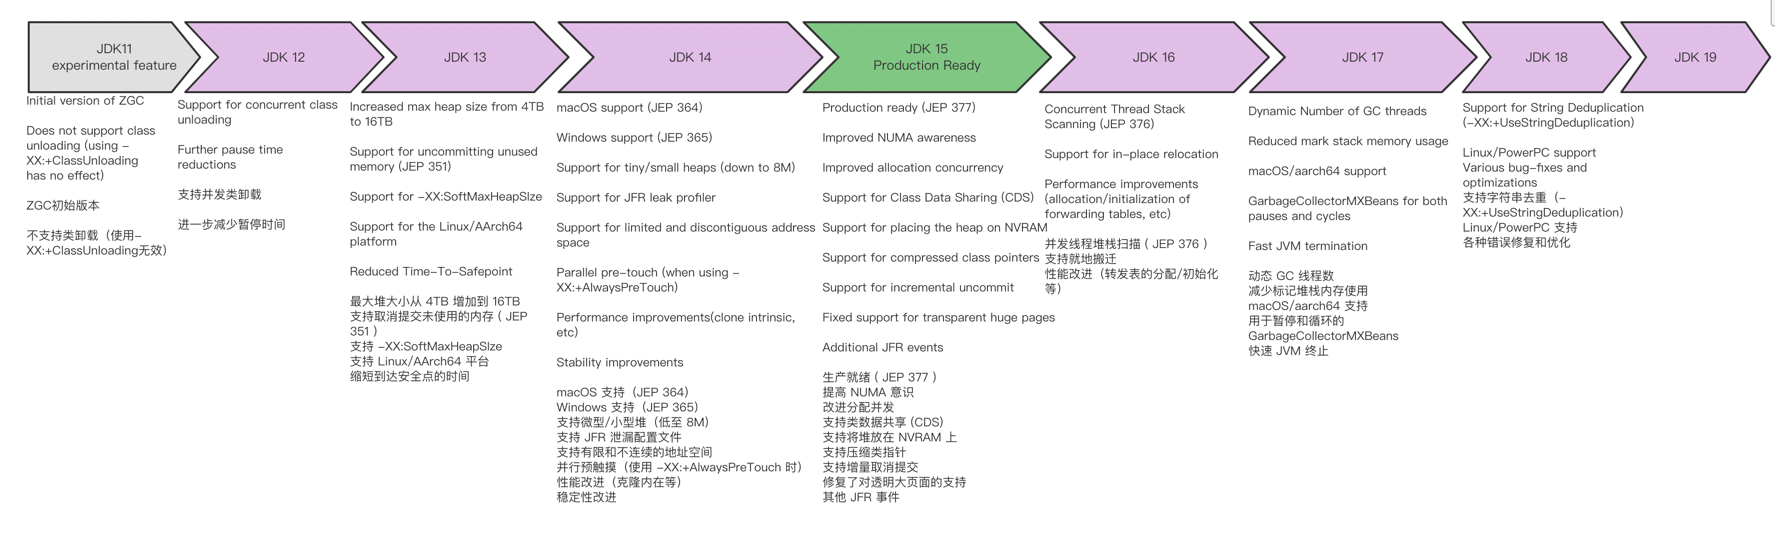 JDK11
experimental feature
JDK 12
JDK 13
JDK 14
JDK 15
Production Ready
JDK 16
JDK 17
JDK 18
JDK 19
Initial version of ZGC
Does not support class
unloading (using −
XX:+ClassUnloading
has no effect)
ZGC初始版本
不支持类卸载（使用−
XX:+ClassUnloading无效）
Support for concurrent class
unloading
Further pause time
reductions
支持并发类卸载
进一步减少暂停时间
Increased max heap size from 4TB
to 16TB
Support for uncommitting unused
memory (JEP 351)
Support for −XX:SoftMaxHeapSIze
Support for the Linux/AArch64
platform
Reduced Time−To−Safepoint
最大堆大小从 4TB 增加到 16TB
支持取消提交未使用的内存 ( JEP
351 )
支持 −XX:SoftMaxHeapSIze
支持 Linux/AArch64 平台
缩短到达安全点的时间
macOS support (JEP 364)
Windows support (JEP 365)
Support for tiny/small heaps (down to 8M)
Support for JFR leak profiler
Support for limited and discontiguous address
space
Parallel pre−touch (when using −
XX:+AlwaysPreTouch)
Performance improvements(clone intrinsic,
etc)
Stability improvements
macOS 支持（JEP 364）
Windows 支持（JEP 365）
支持微型/小型堆（低至 8M）
支持 JFR 泄漏配置文件
支持有限和不连续的地址空间
并行预触摸（使用 −XX:+AlwaysPreTouch 时）
性能改进（克隆内在等）
稳定性改进
Production ready (JEP 377)
Improved NUMA awareness
Improved allocation concurrency
Support for Class Data Sharing (CDS)
Support for placing the heap on NVRAM
Support for compressed class pointers
Support for incremental uncommit
Fixed support for transparent huge pages
Additional JFR events
生产就绪 ( JEP 377 )
提高 NUMA 意识
改进分配并发
支持类数据共享 (CDS)
支持将堆放在 NVRAM 上
支持压缩类指针
支持增量取消提交
修复了对透明大页面的支持
其他 JFR 事件
Concurrent Thread Stack
Scanning (JEP 376)
Support for in−place relocation
Performance improvements
(allocation/initialization of
forwarding tables, etc)
并发线程堆栈扫描 ( JEP 376 )
支持就地搬迁
性能改进（转发表的分配/初始化
等）
Dynamic Number of GC threads
Reduced mark stack memory usage
macOS/aarch64 support
GarbageCollectorMXBeans for both
pauses and cycles
Fast JVM termination
动态 GC 线程数
减少标记堆栈内存使用
macOS/aarch64 支持
用于暂停和循环的
GarbageCollectorMXBeans
快速 JVM 终止
Support for String Deduplication
(−XX:+UseStringDeduplication)
Linux/PowerPC support
Various bug−fixes and
optimizations
支持字符串去重（−
XX:+UseStringDeduplication）
Linux/PowerPC 支持
各种错误修复和优化